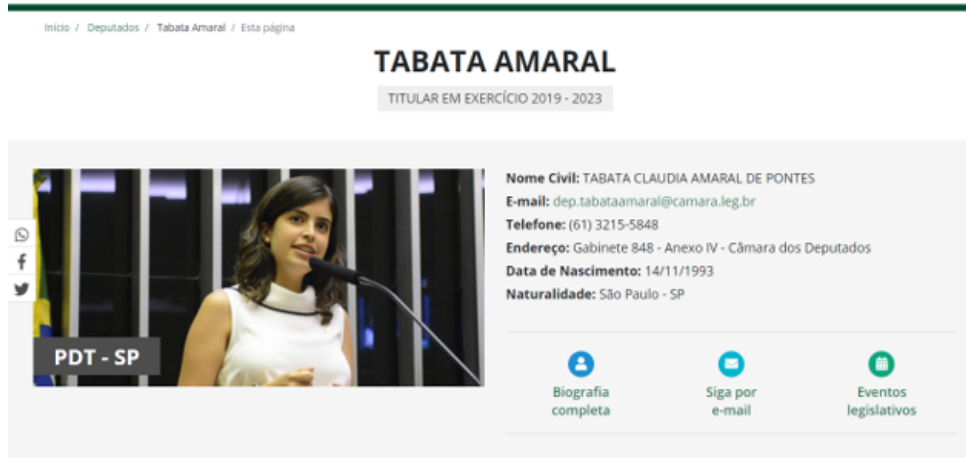 Início / Deputados / Tabata Amaral / Esta página
TABATA AMARAL
TITULAR EM EXERCÍCIO 2019 - 2023
Nome Civil: TABATA CLAUDIA AMARAL DE PONTES
E-mail: dep.tabataamaral@camara.leg.br
Telefone: (61) 3215-5848
Endereço: Gabinete 848 - Anexo IV - Câmara dos Deputados
Data de Nascimento: 14/11/1993
Naturalidade: São Paulo - SP
PDT - SP
Biografia completa
Siga por e-mail
Eventos legislativos